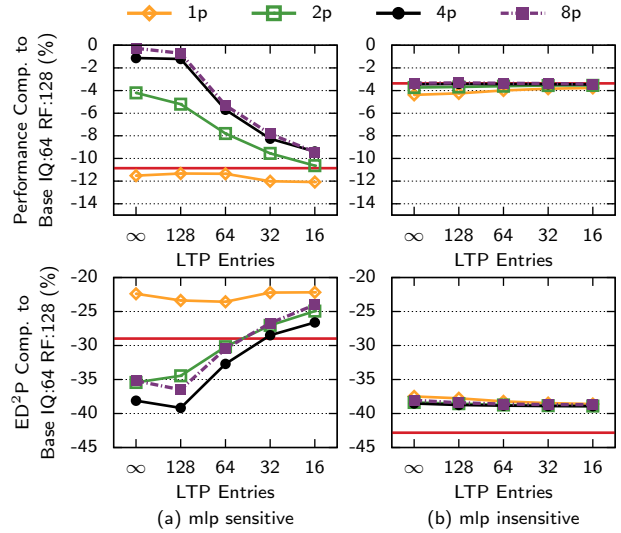 1p 2p 4p 8p
Performance Comp. to
Base IQ:64 RF:128 (%)
0
-2
-4
-6
-8
-10
-12
-14
∞ 128 64 32 16
LTP Entries
0
-2
-4
-6
-8
-10
-12
-14
∞ 128 64 32 16
LTP Entries
ED²P Comp. to
Base IQ:64 RF:128 (%)
-20
-25
-30
-35
-40
-45
∞ 128 64 32 16
LTP Entries
(a) mlp sensitive
-20
-25
-30
-35
-40
-45
∞ 128 64 32 16
LTP Entries
(b) mlp insensitive